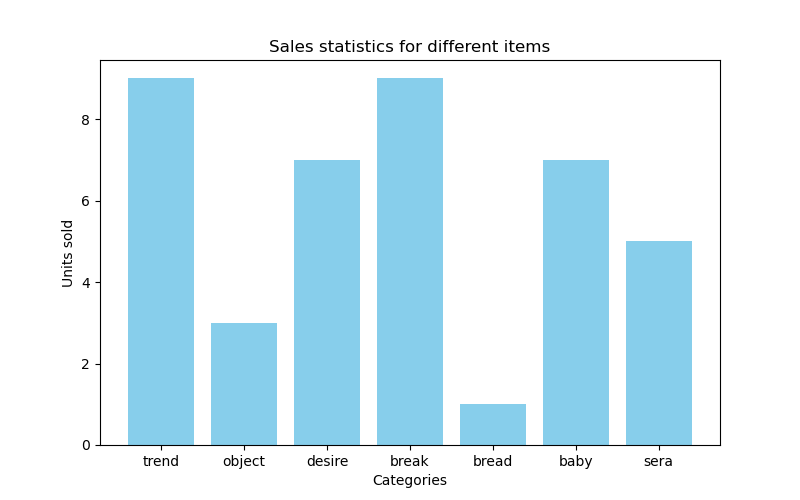 Sales statistics for different items
Units sold
8
6
4
2
0
trend object desire break bread baby sera
Categories